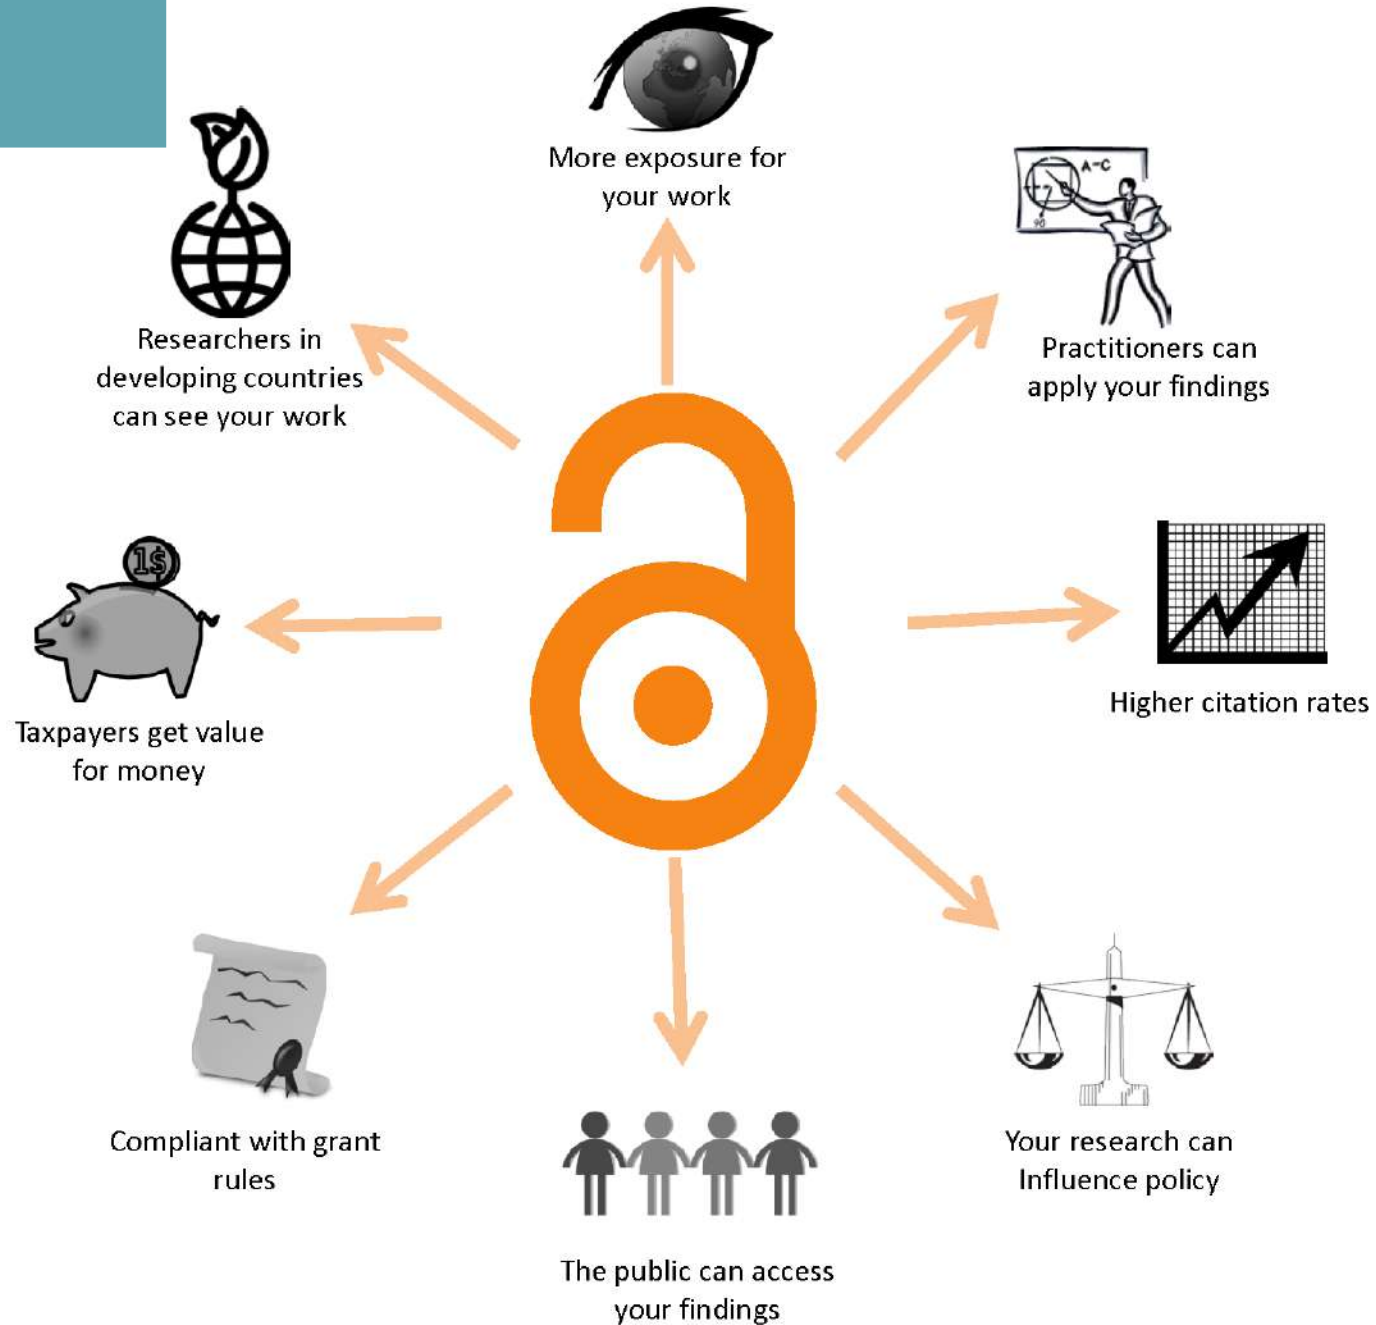 More exposure for
your work
A-C
90
Practitioners can
apply your findings
Researchers in
developing countries
can see your work
1$
Higher citation rates
Taxpayers get value
for money
Compliant with grant
rules
Your research can
Influence policy
The public can access
your findings